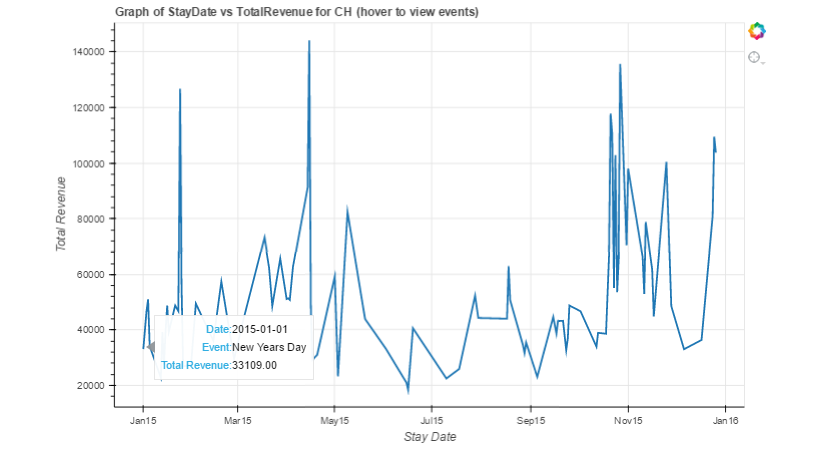 Graph of StayDate vs TotalRevenue for CH (hover to view events)
140000
120000
100000
80000
60000
40000
20000
Total Revenue
Date:2015-01-01
Event:New Years Day
Total Revenue:33109.00
Jan15 Mar15 May15 Jul15 Sep15 Nov15 Jan16
Stay Date